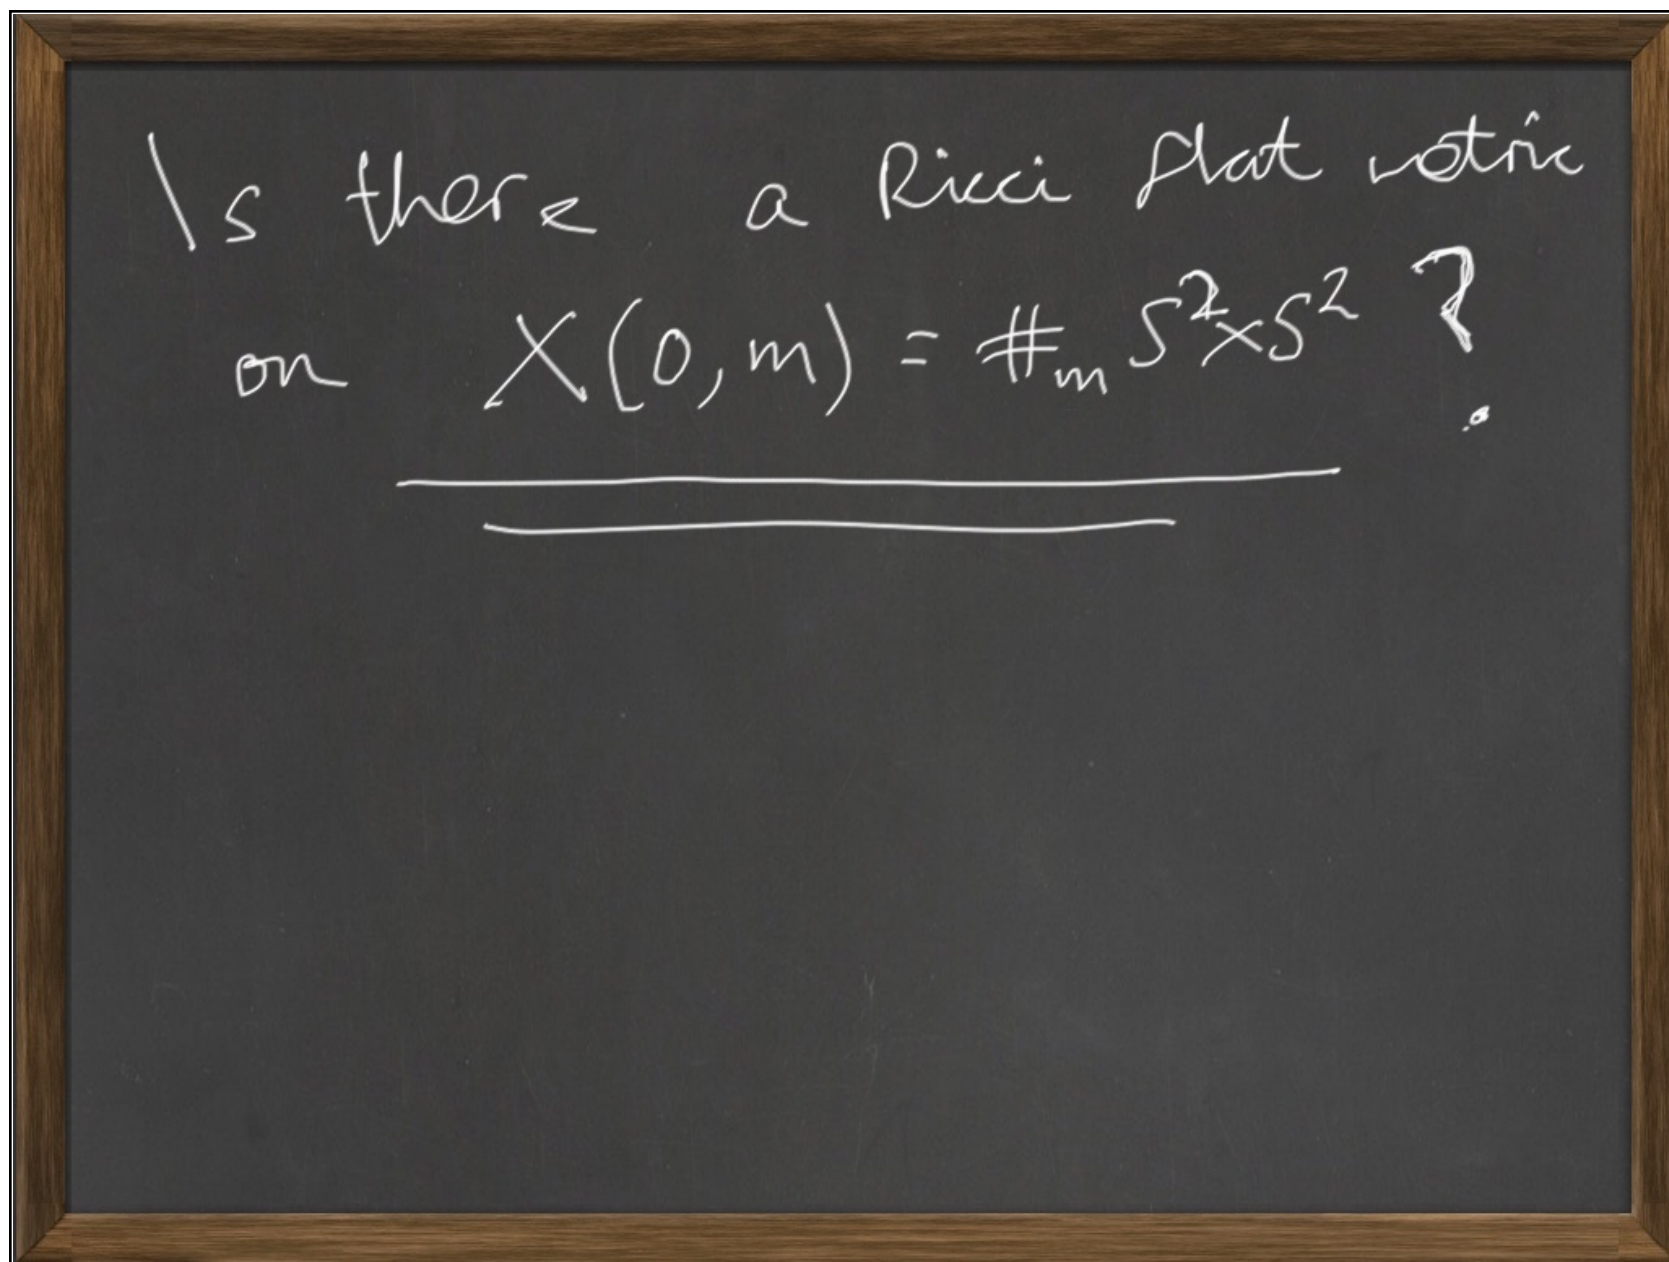 Is there a Ricci flat metric
on X(0,m) = #ₘ S²×S² ?